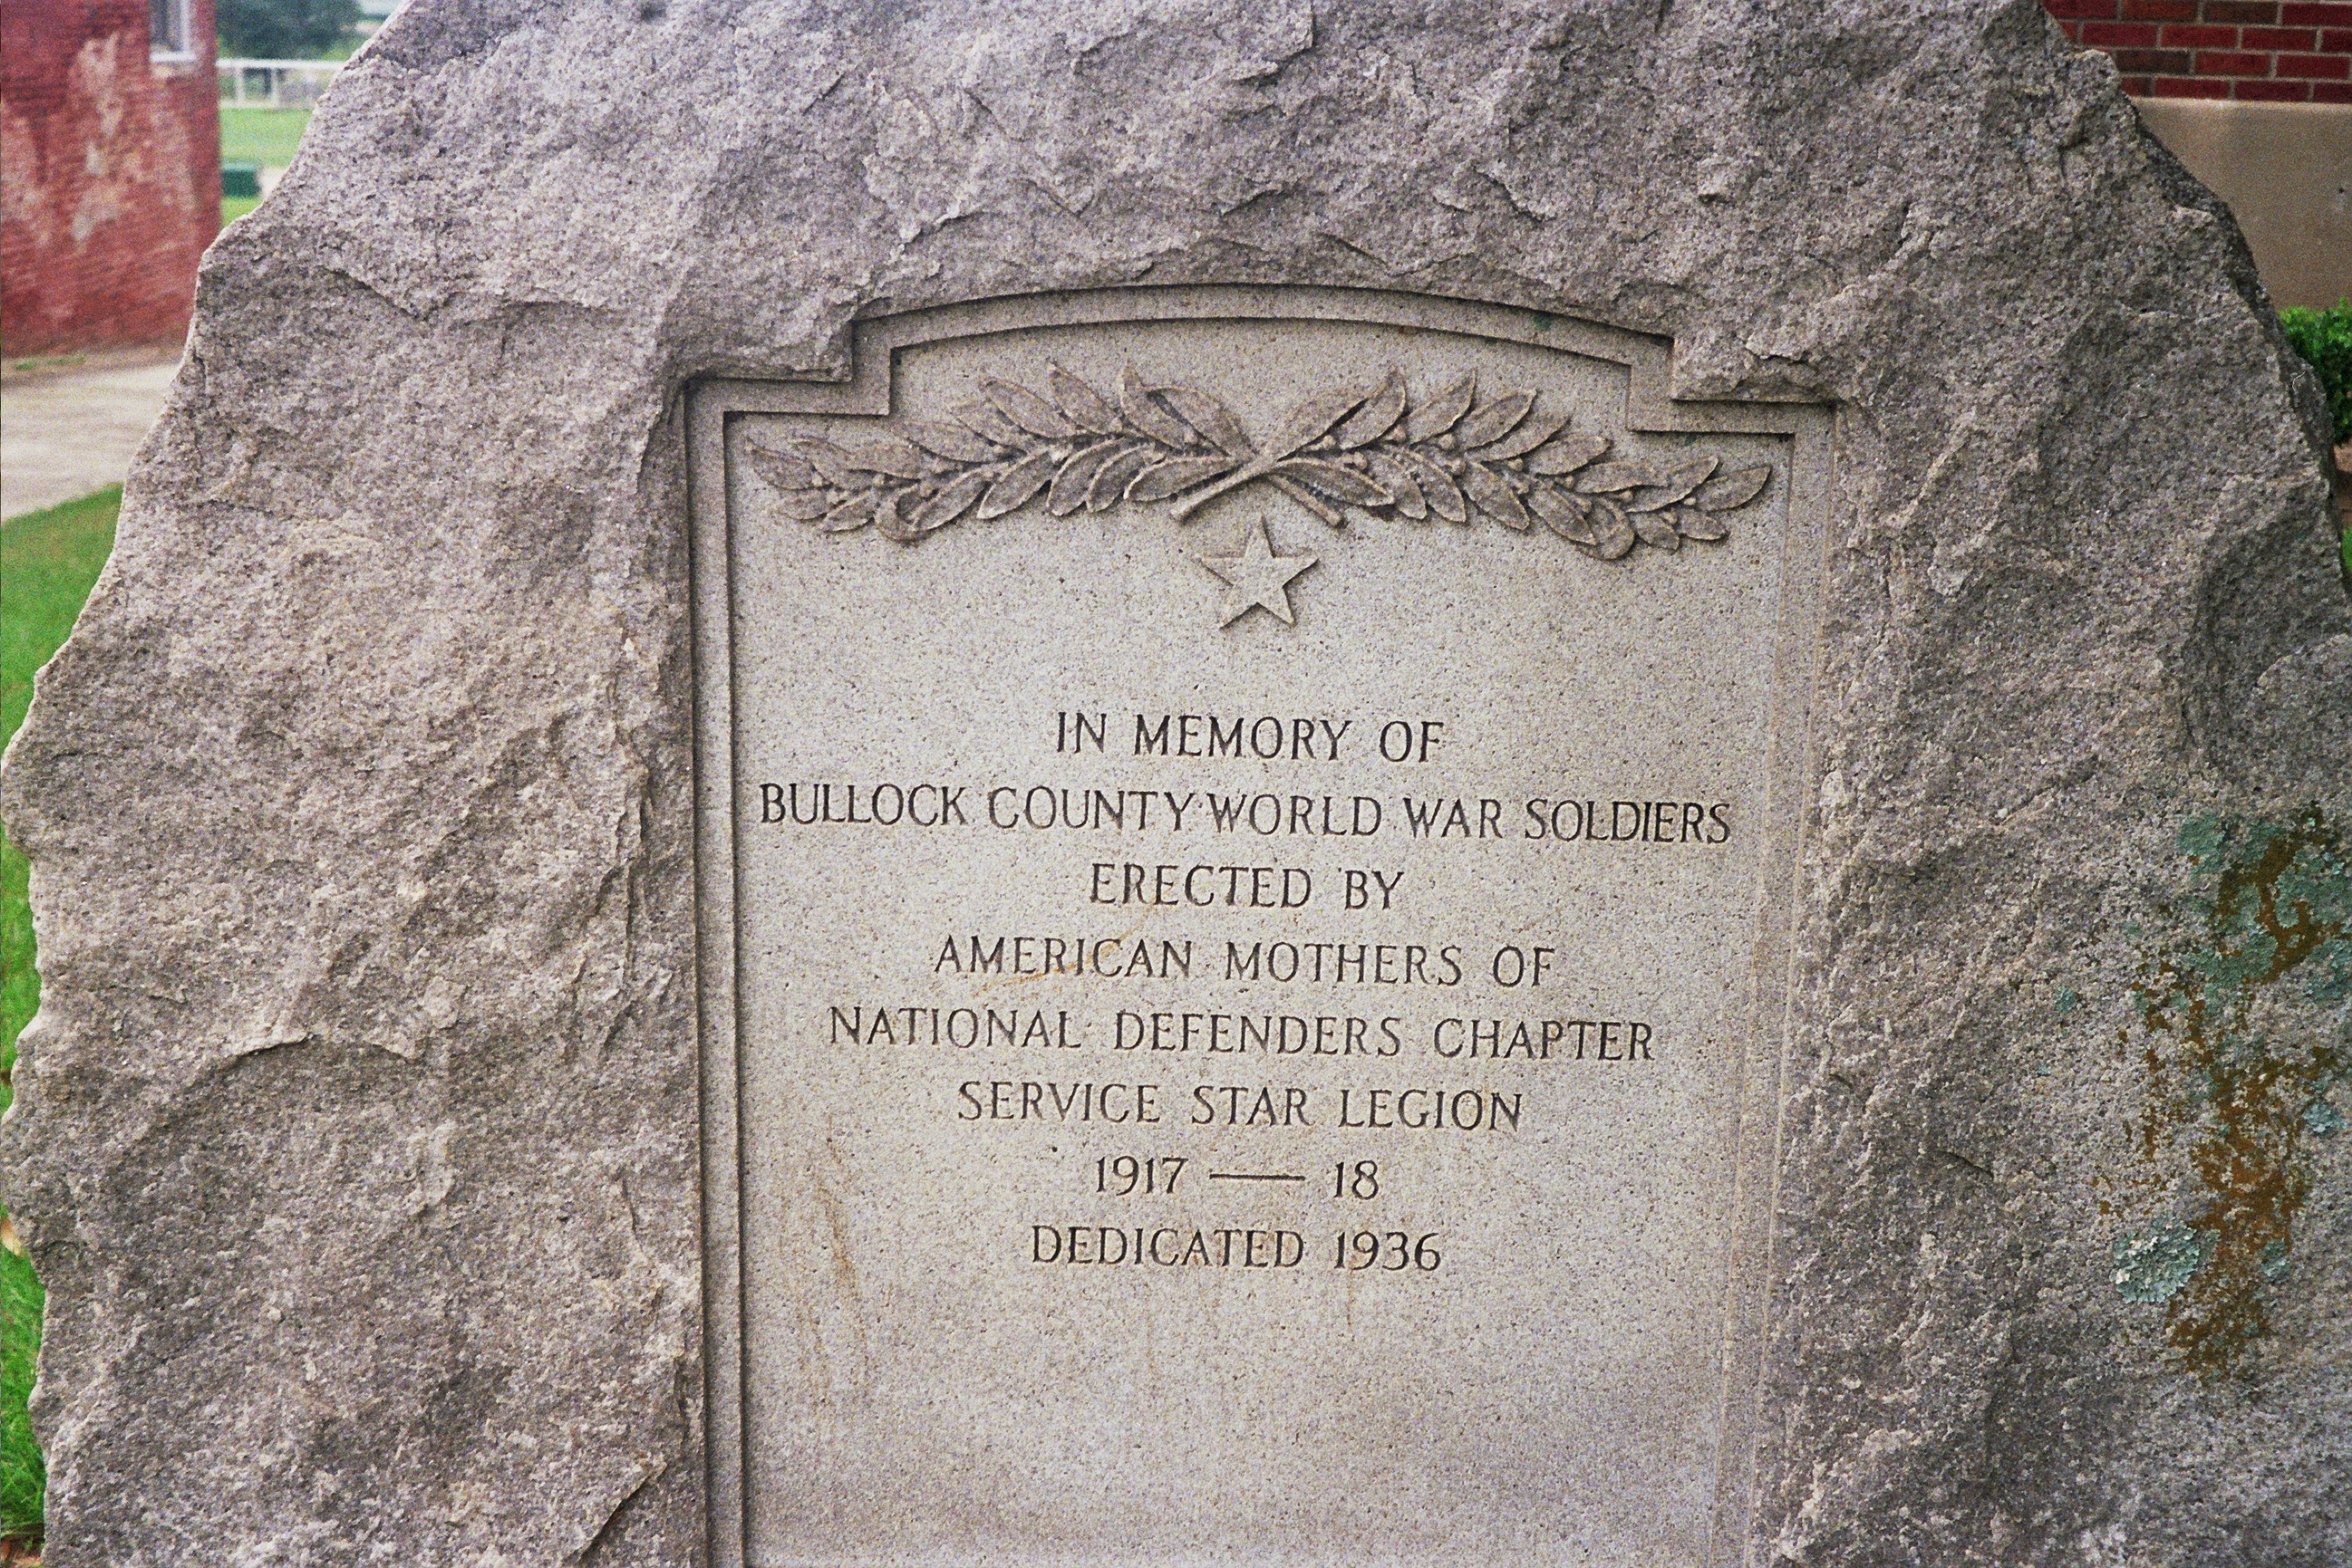 IN MEMORY OF
BULLOCK COUNTY WORLD WAR SOLDIERS
ERECTED BY
AMERICAN MOTHERS OF
NATIONAL DEFENDERS CHAPTER
SERVICE STAR LEGION
1917 — 18
DEDICATED 1936